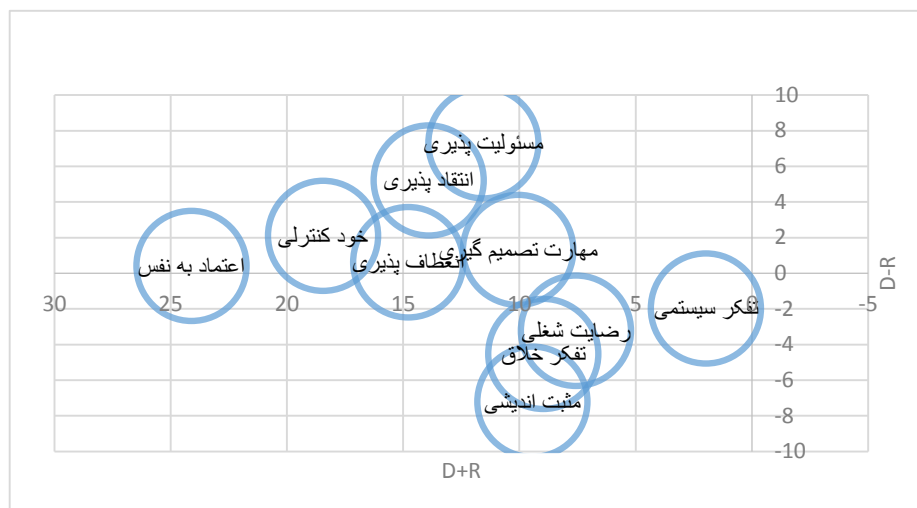 10
8
مسئولیت پذیری
6
انتقاد پذیری
4
خود کنترلی
2
مهارت تصمیم گیری
انعطاف پذیری
اعتماد به نفس
0
30
25
20
15
10
5
0
-5
D-R
-2
تفکر سیستمی
رضایت شغلی
-4
تفکر خلاق
-6
مثبت اندیشی
-8
-10
D+R